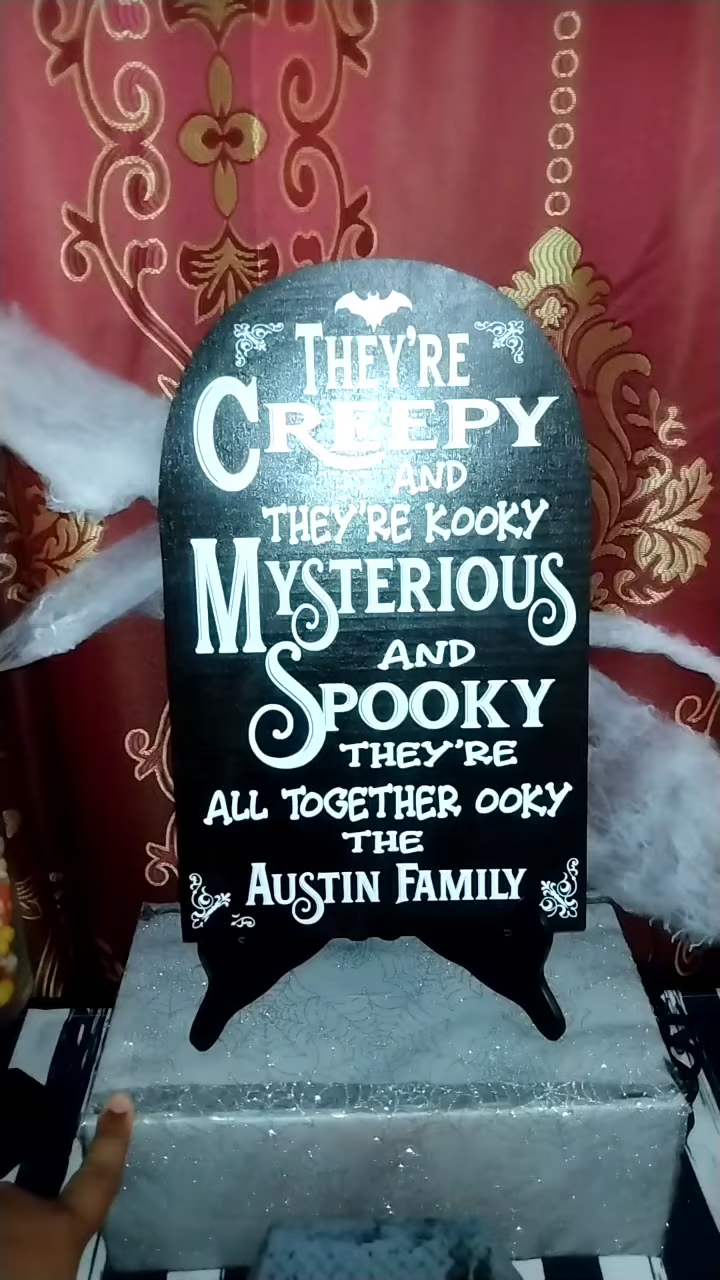 THEY'RE
CREEPY
AND
THEY'RE KOOKY
MYSTERIOUS
AND
SPOOKY
THEY'RE
ALL TOGETHER OOKY
THE
AUSTIN FAMILY